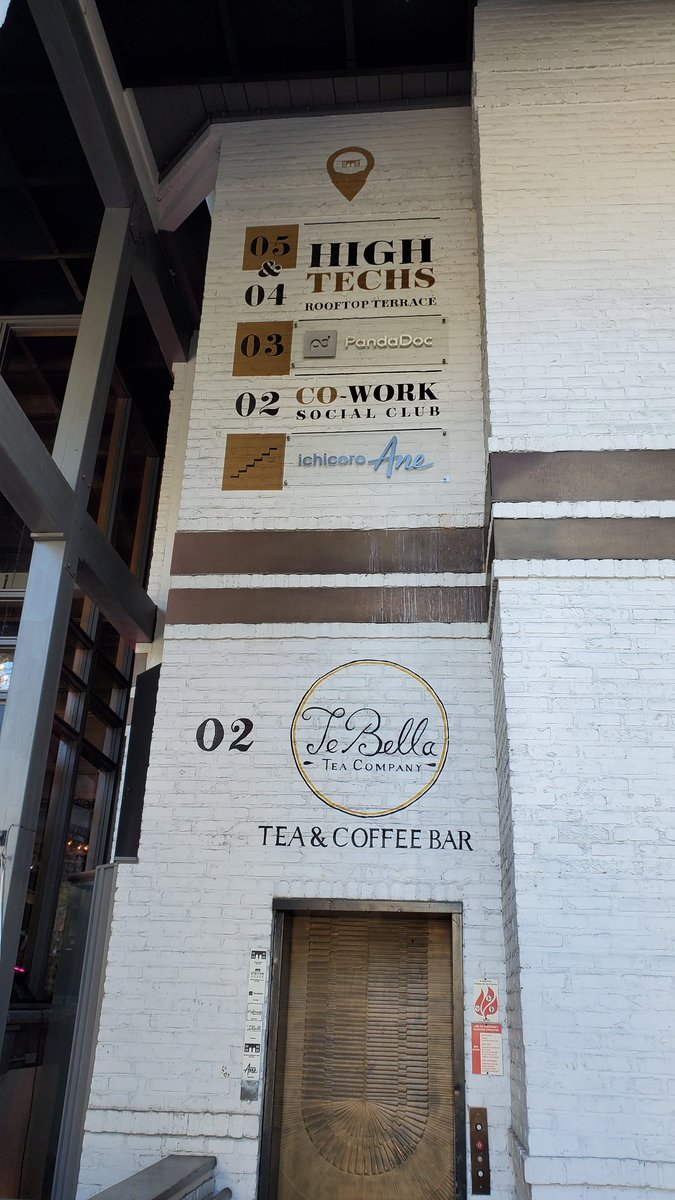 05
&
04
HIGH
TECHS
ROOFTOP TERRACE
03
PandaDoc
02
CO-WORK
SOCIAL CLUB
ichicoro Ane
02
TeBella
TEA COMPANY
TEA & COFFEE BAR